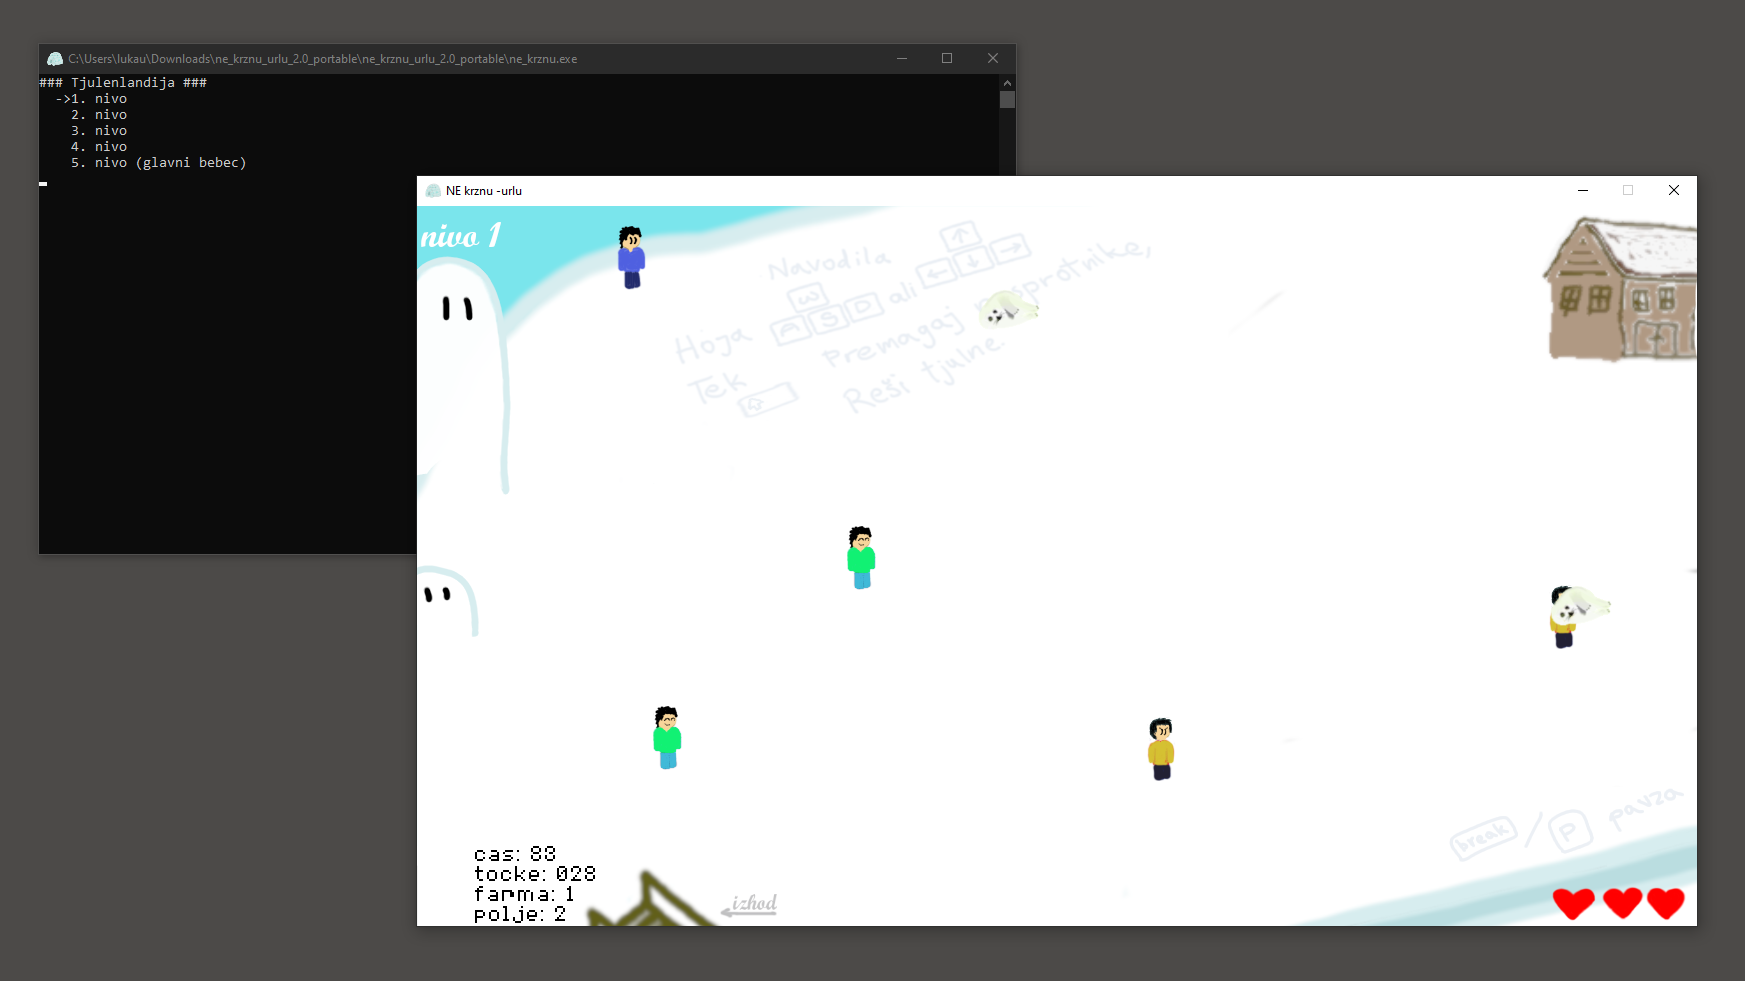 C:\Users\lukau\Downloads\ne_krznu_urlu_2.0_portable\ne_krznu_urlu_2.0_portable\ne_krznu.exe
### Tjulenlandija ###
->1. nivo
2. nivo
3. nivo
4. nivo
5. nivo (glavni bebec)
NE krznu -urlu
nivo 1
Navodila
Hoja W A S D ali ← ↑ ↓ →
Tek
Premagaj
Reši tjulne.
break / P pavza
cas: 83
tocke: 028
farma: 1
polje: 2
izhod